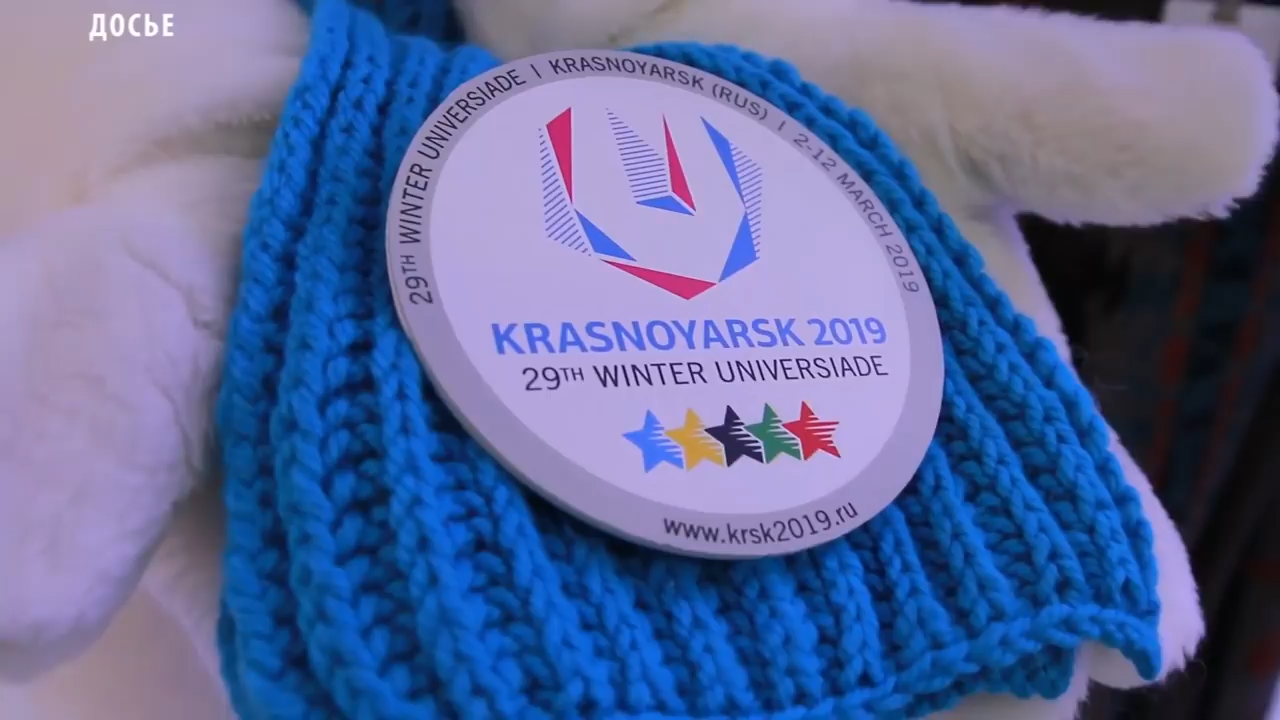 ДОСЬЕ
29TH WINTER UNIVERSIADE | KRASNOYARSK (RUS) | 2-12 MARCH 2019
KRASNOYARSK 2019
29TH WINTER UNIVERSIADE
www.krsk2019.ru